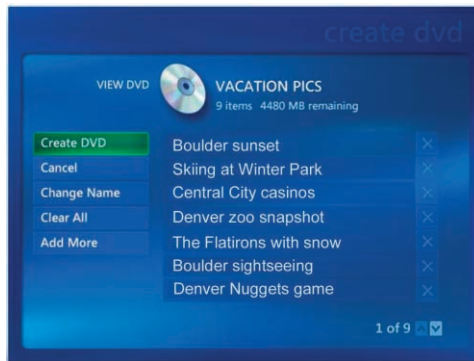 create dvd
VIEW DVD
VACATION PICS
9 items 4480 MB remaining
Create DVD
Cancel
Change Name
Clear All
Add More
Boulder sunset
Skiing at Winter Park
Central City casinos
Denver zoo snapshot
The Flatirons with snow
Boulder sightseeing
Denver Nuggets game
1 of 9